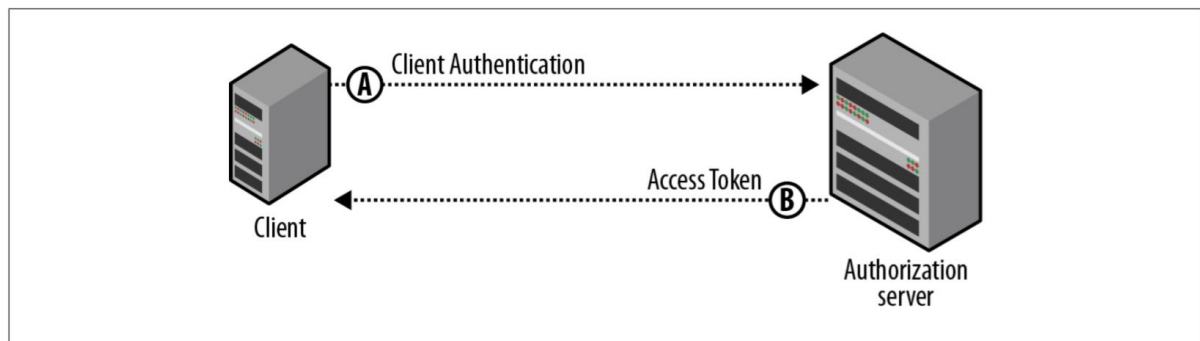 Client Authentication
A
Access Token
B
Client
Authorization
server